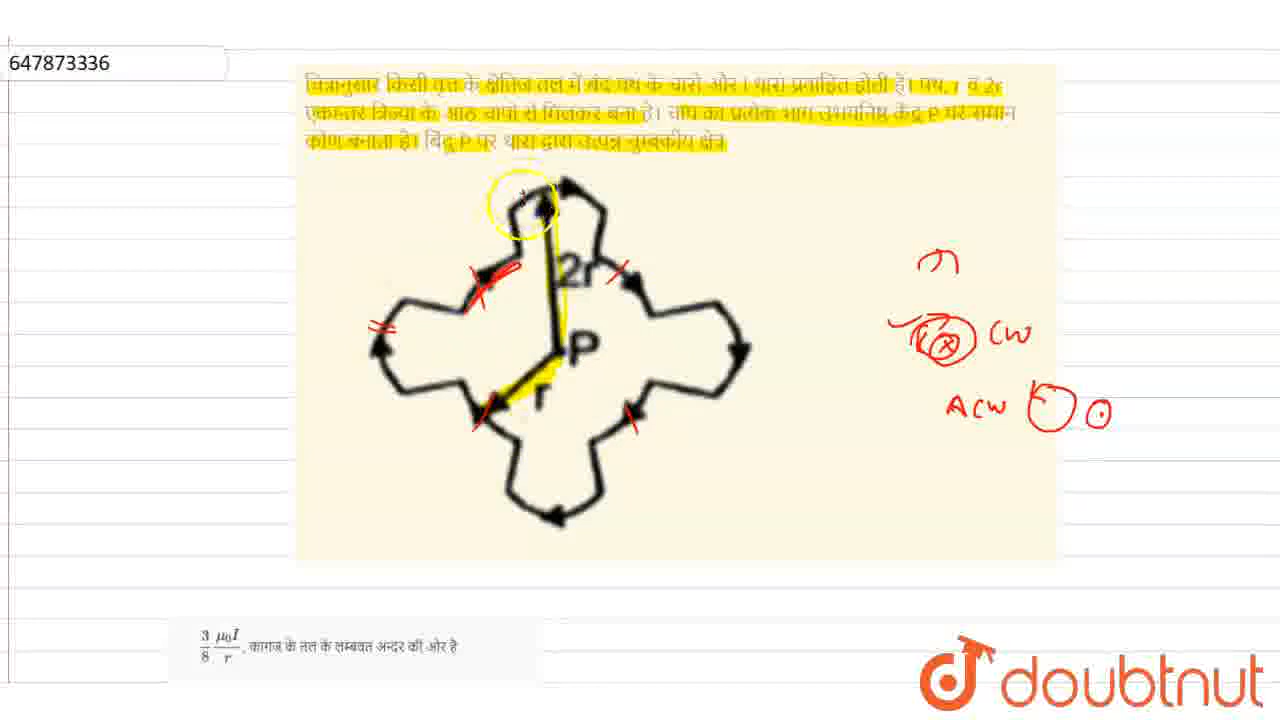 647873336
चित्रानुसार किसी वृत्त के क्षैतिज तल में बंद पथ के चारो ओर I धारा प्रवाहित होती है। पथ, r व 2r
एकान्तर त्रिज्या के आठ चापों से मिलकर बना है। चाप का प्रत्येक भाग उभयनिष्ठ केंद्र P पर समान
कोण बनाता है। बिंदु P पर धारा द्वारा उत्पन्न चुम्बकीय क्षेत्र
2r
P
r
CW
ACW
3/8 μ₀I/r, कागज के तल के लम्बवत अन्दर की ओर है
doubtnut